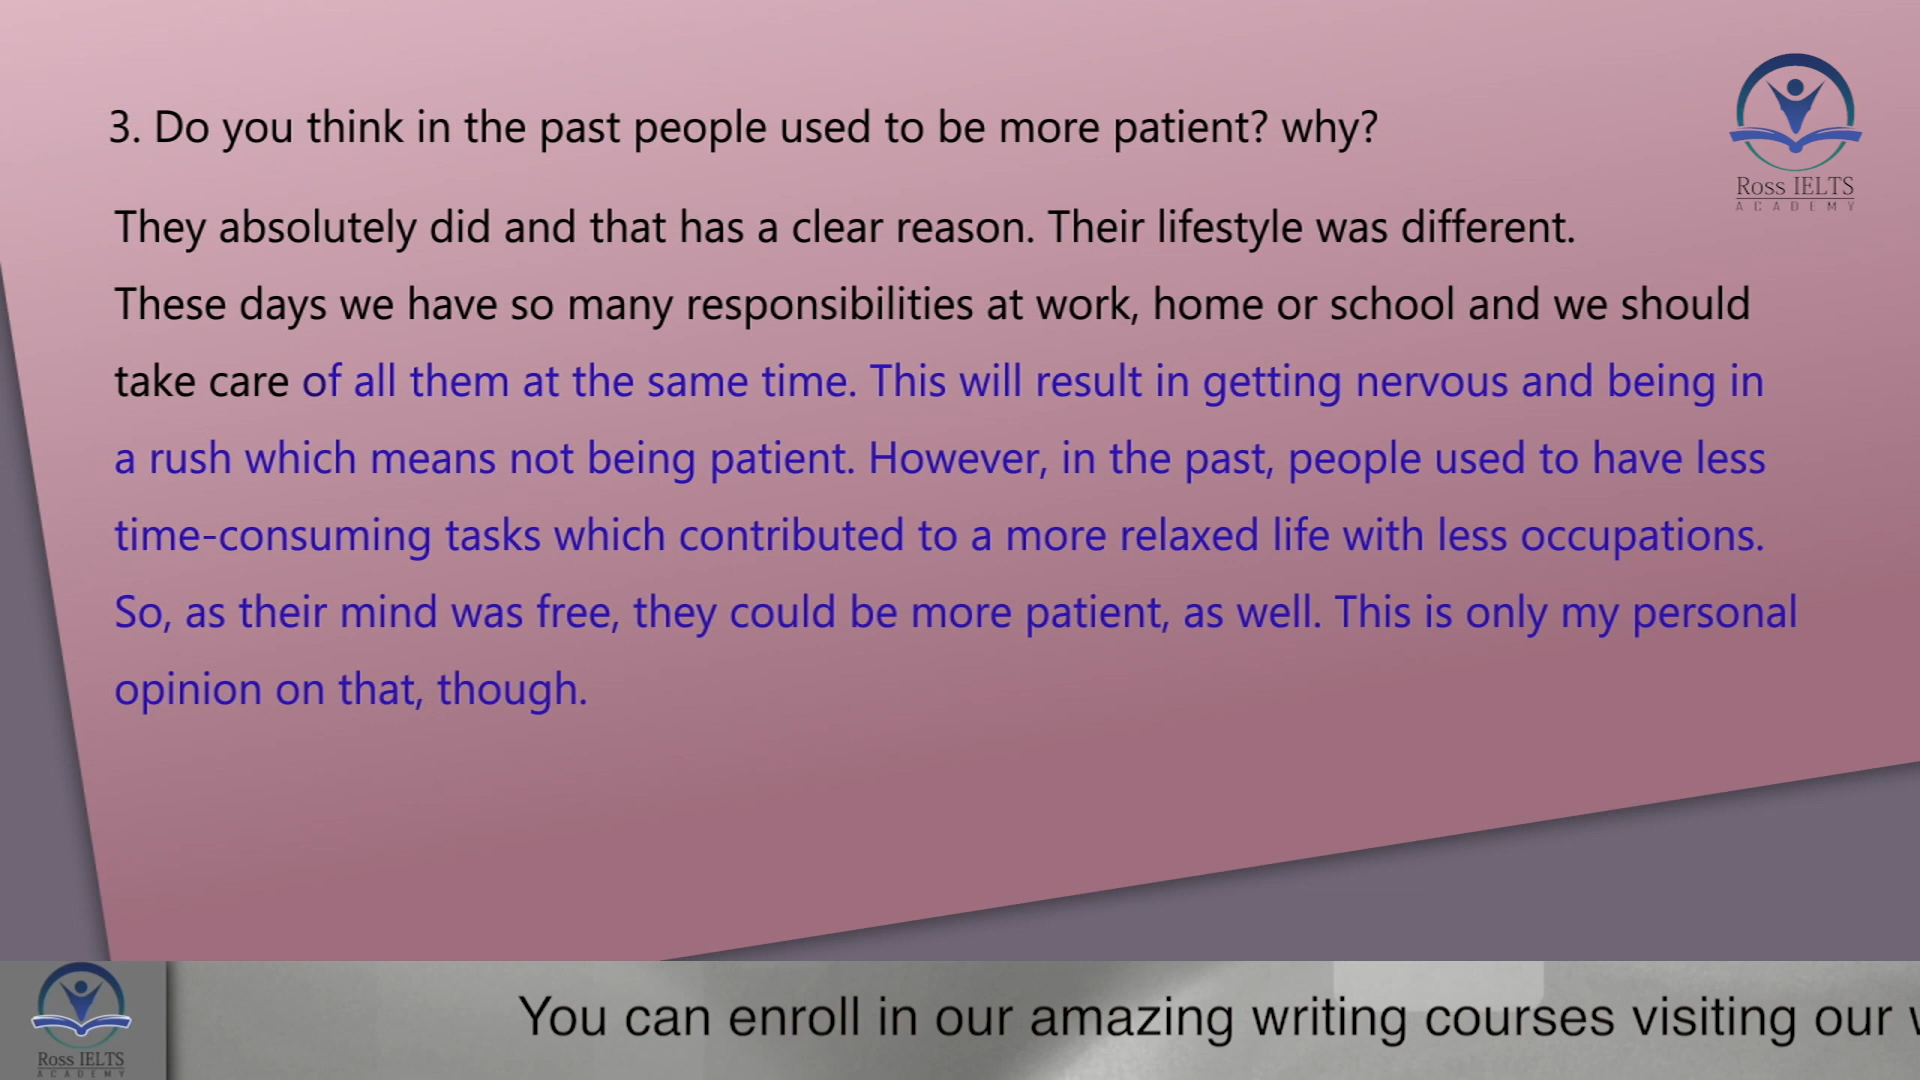 3. Do you think in the past people used to be more patient? why?
Ross IELTS
ACADEMY
They absolutely did and that has a clear reason. Their lifestyle was different.
These days we have so many responsibilities at work, home or school and we should
take care of all them at the same time. This will result in getting nervous and being in
a rush which means not being patient. However, in the past, people used to have less
time-consuming tasks which contributed to a more relaxed life with less occupations.
So, as their mind was free, they could be more patient, as well. This is only my personal
opinion on that, though.
Ross IELTS
ACADEMY
You can enroll in our amazing writing courses visiting our